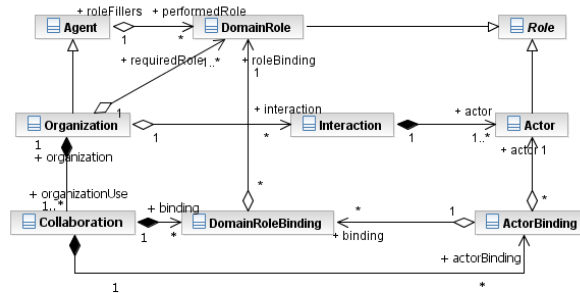 + roleFillers + performedRole
Agent DomainRole Role
1 *
+ requiredRole 1..* + roleBinding
1 1
+ interaction + actor
Organization Interaction Actor
1 1 * 1 1..*
+ organization + actor 1
+ organizationUse * * *
1..* + binding 1
Collaboration DomainRoleBinding ActorBinding
1 * + binding
+ actorBinding
1 *